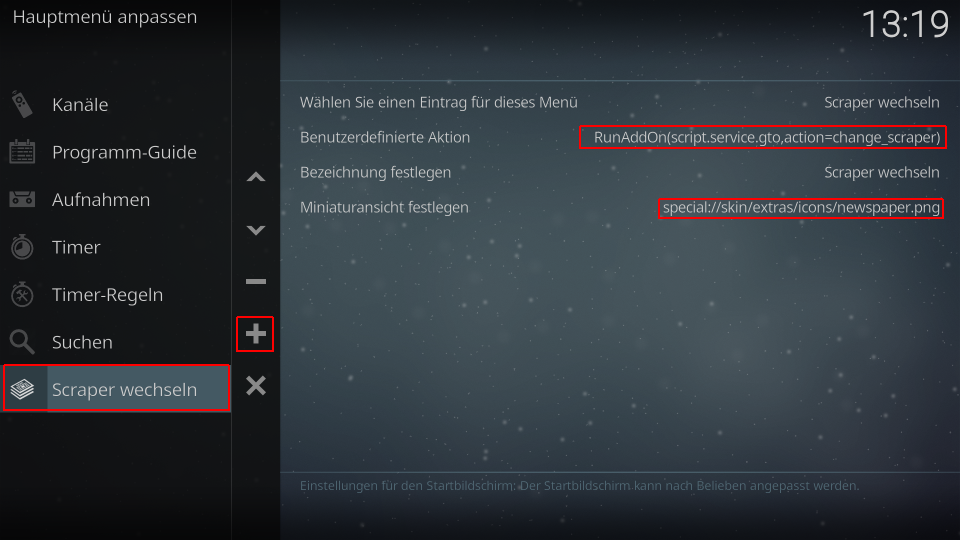 Hauptmenü anpassen
13:19
Kanäle
Programm-Guide
Aufnahmen
Timer
Timer-Regeln
Suchen
Scraper wechseln
Wählen Sie einen Eintrag für dieses Menü Scraper wechseln
Benutzerdefinierte Aktion RunAddOn(script.service.gto,action=change_scraper)
Bezeichnung festlegen Scraper wechseln
Miniaturansicht festlegen special://skin/extras/icons/newspaper.png
Einstellungen für den Startbildschirm: Der Startbildschirm kann nach Belieben angepasst werden.